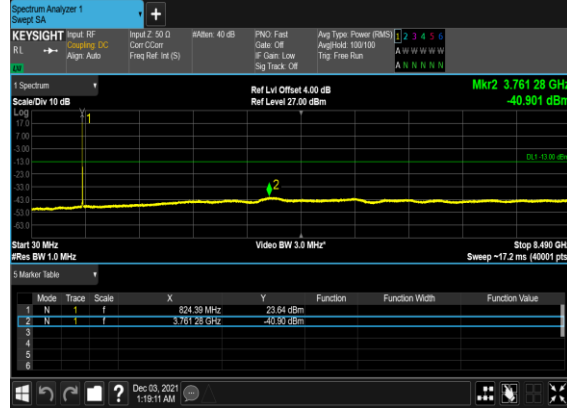 Spectrum Analyzer 1
Swept SA
+
KEYSIGHT Input: RF Input Z: 50 Ω #Atten: 40 dB PNO: Fast Avg Type: Power (RMS) 1 2 3 4 5 6
RL Coupling: DC Corr CCorr Gate: Off Avg|Hold: 100/100 A W W W W W
Align: Auto Freq Ref: Int (S) IF Gain: Low Trig: Free Run
Sig Track: Off A N N N N N
1 Spectrum Ref Lvl Offset 4.00 dB Mkr2 3.761 28 GHz
Scale/Div 10 dB Ref Level 27.00 dBm -40.901 dBm
Log
17.0
7.00
-3.00
-13.0
DL1 -13.00 dBm
-23.0
-33.0
-43.0
-53.0
-63.0
1
2
Start 30 MHz Video BW 3.0 MHz* Stop 8.490 GHz
#Res BW 1.0 MHz Sweep ~17.2 ms (40001 pts)
5 Marker Table
Mode Trace Scale X Y Function Function Width Function Value
1 N 1 f 824.39 MHz 23.64 dBm
2 N 1 f 3.761 28 GHz -40.90 dBm
3
4
5
6
? Dec 03, 2021
1:19:11 AM